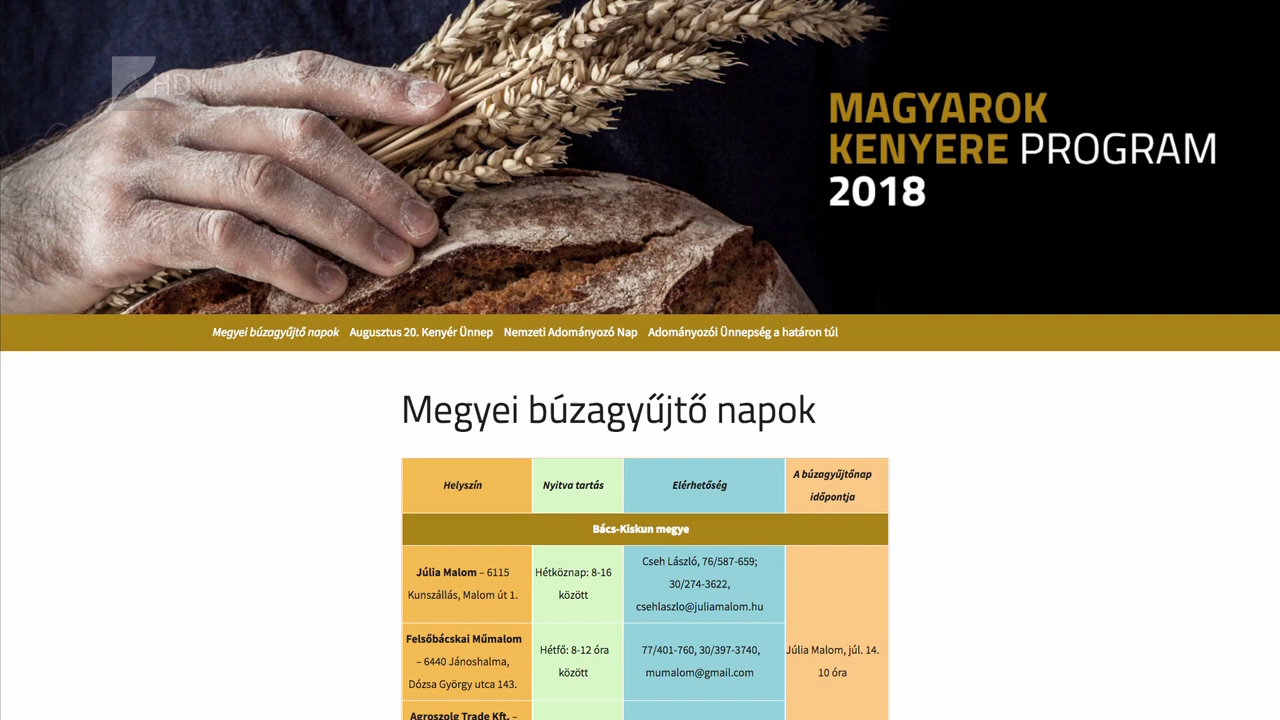 HD
MAGYAROK
KENYERE PROGRAM
2018
Megyei búzagyűjtő napok Augusztus 20. Kenyér Ünnep Nemzeti Adományozó Nap Adományozói Ünnepség a határon túl
Megyei búzagyűjtő napok
Helyszín
Nyitva tartás
Elérhetőség
A búzagyűjtőnap
időpontja
Bács-Kiskun megye
Júlia Malom – 6115
Kunszállás, Malom út 1.
Hétköznap: 8-16
között
Cseh László, 76/587-659;
30/274-3622,
csehlaszlo@juliamalom.hu
Felsőbácskai Műmalom
– 6440 Jánoshalma,
Dózsa György utca 143.
Hétfő: 8-12 óra
között
77/401-760, 30/397-3740,
mumalom@gmail.com
Júlia Malom, júl. 14.
10 óra
Agroszolg Trade Kft. –